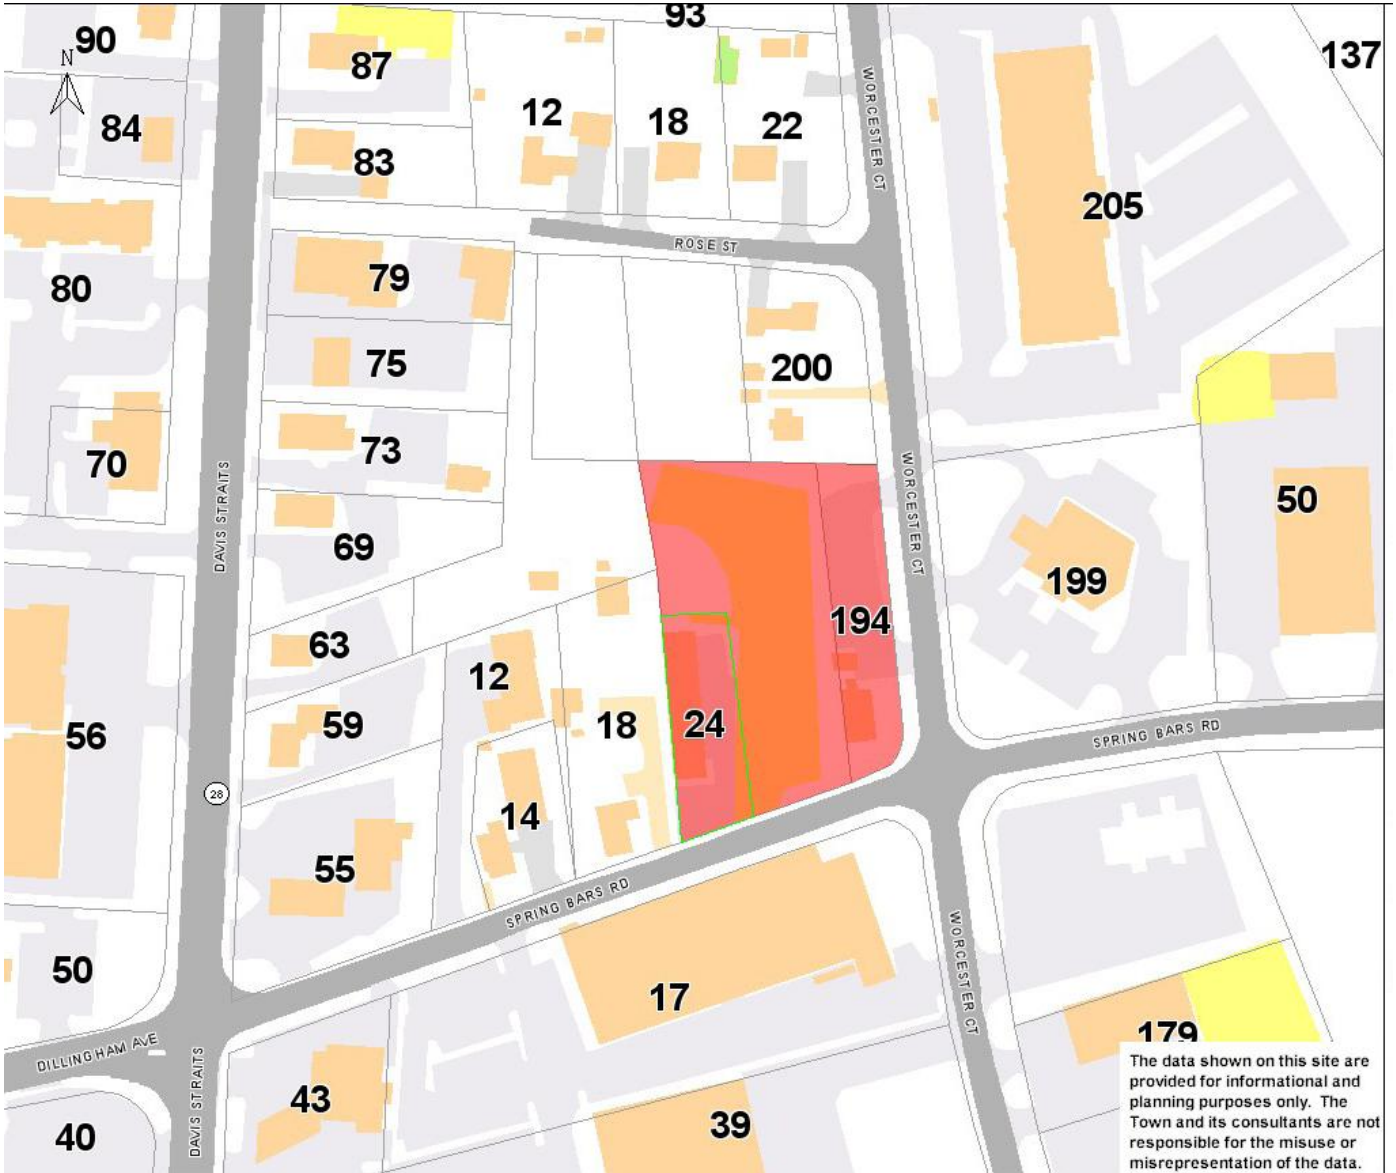 93
90
N
87
137
84
12
18
22
83
WORCESTER CT
205
ROSE ST
79
80
75
200
73
70
DAVIS STRAITS
WORCESTER CT
50
69
199
194
63
12
24
18
59
56
SPRING BARS RD
28
14
55
SPRING BARS RD
WORCESTER CT
50
17
179
DILLINGHAM AVE
DAVIS STRAITS
43
39
40
The data shown on this site are
provided for informational and
planning purposes only. The
Town and its consultants are not
responsible for the misuse or
misrepresentation of the data.